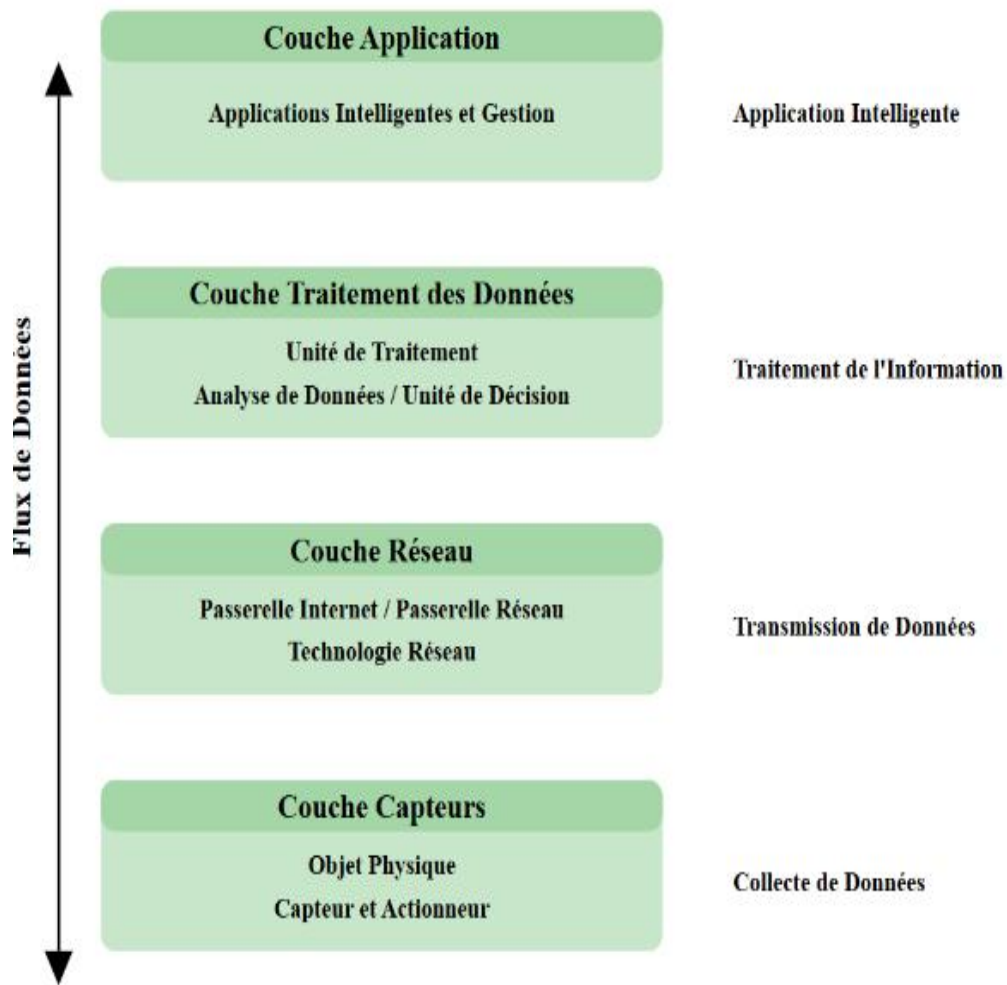 Couche Application
Applications Intelligentes et Gestion
Application Intelligente
Couche Traitement des Données
Unité de Traitement
Analyse de Données / Unité de Décision
Traitement de l'Information
Flux de Données
Couche Réseau
Passerelle Internet / Passerelle Réseau
Technologie Réseau
Transmission de Données
Couche Capteurs
Objet Physique
Capteur et Actionneur
Collecte de Données